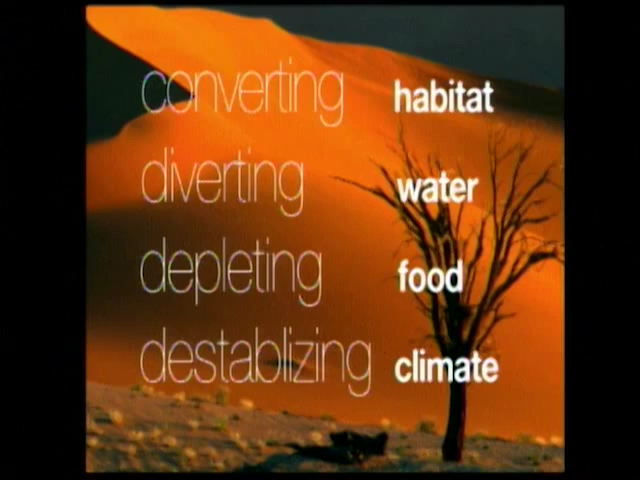 converting habitat
diverting water
depleting food
destablizing climate